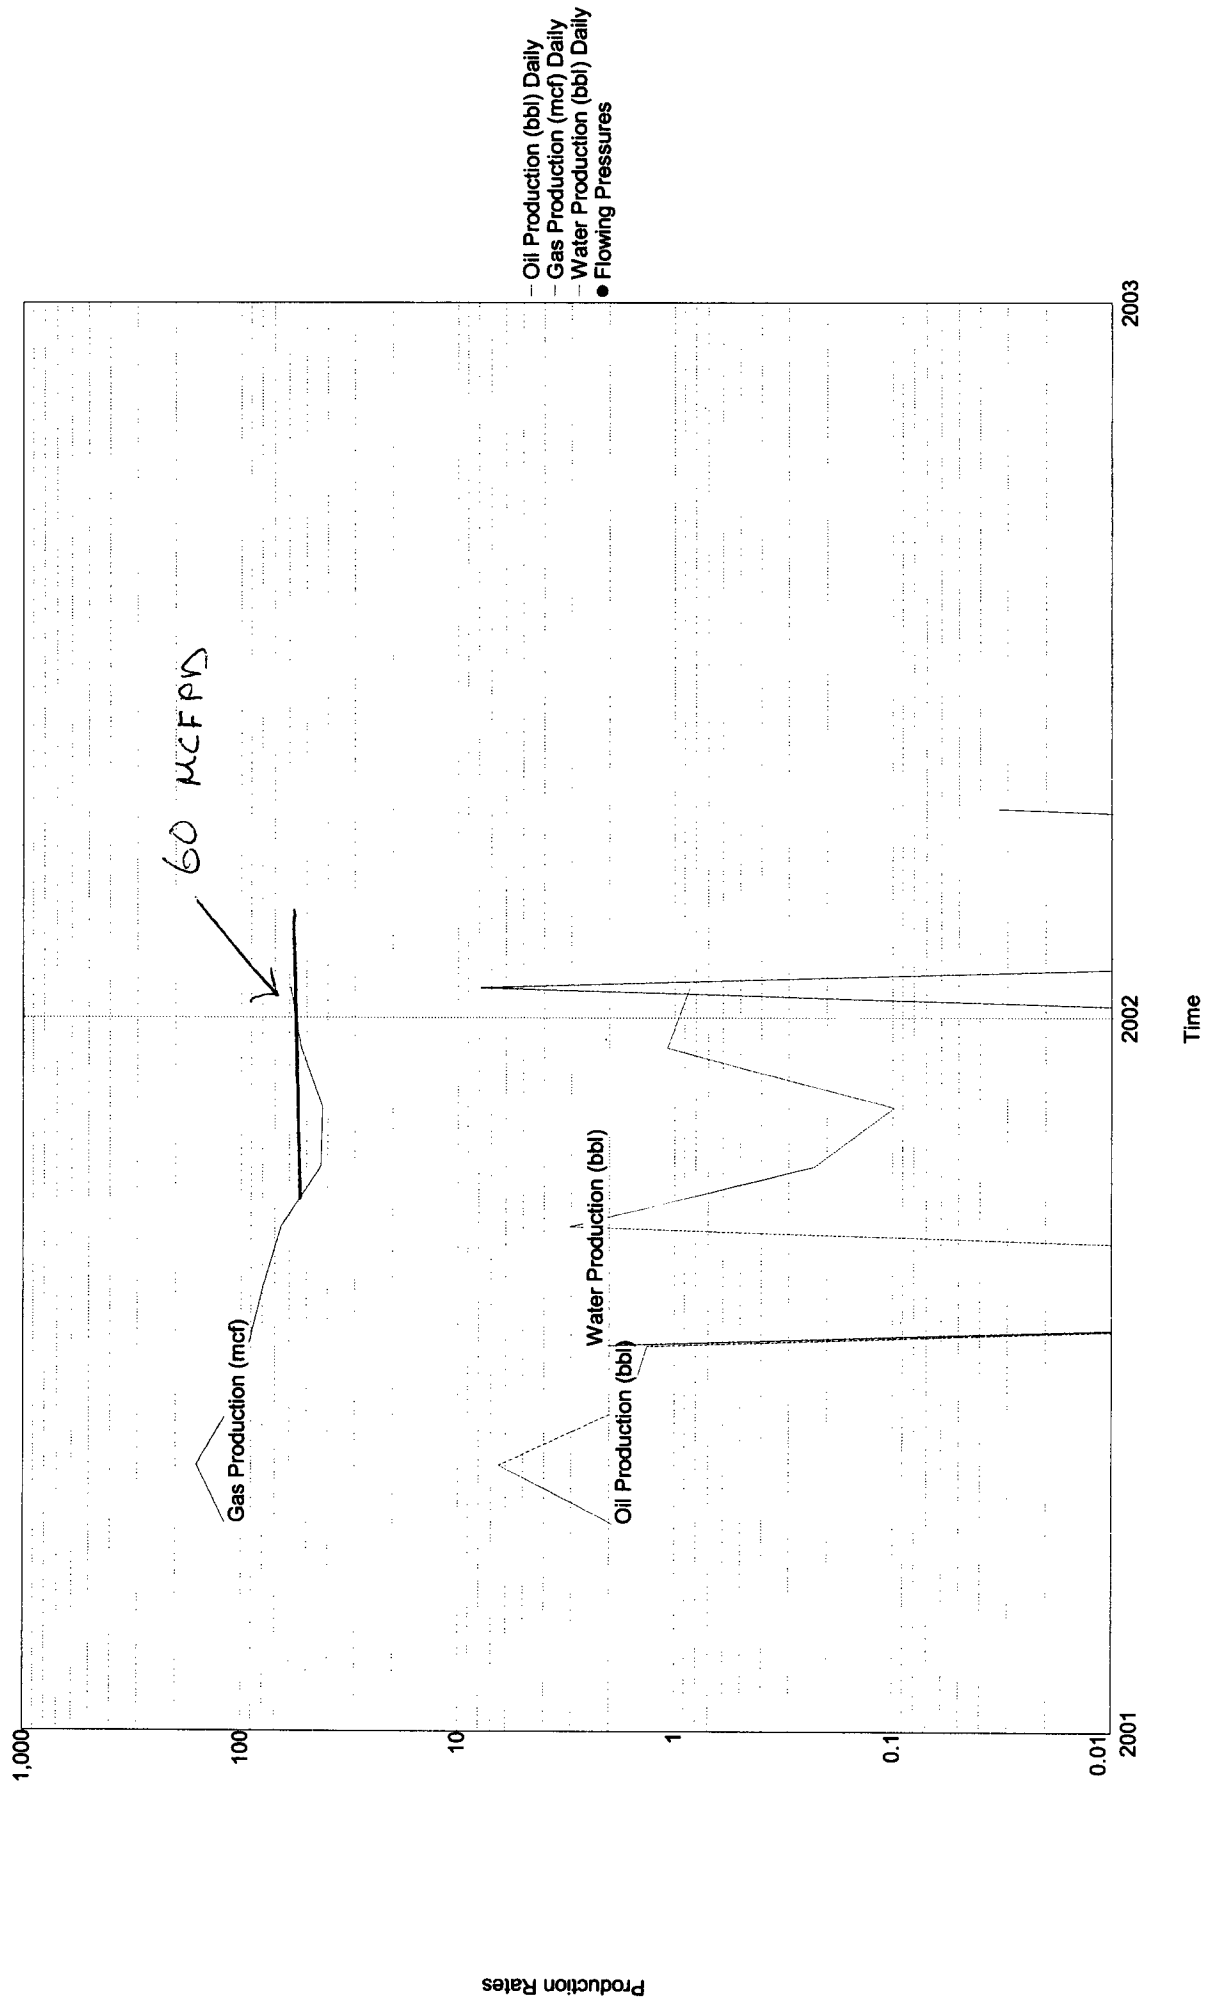 Production Rates
1,000
100
10
1
0.1
0.01
2001
2002
2003
Time
Gas Production (mcf)
Oil Production (bbl)
Water Production (bbl)
60 MCFPD
Oil Production (bbl) Daily
Gas Production (mcf) Daily
Water Production (bbl) Daily
Flowing Pressures